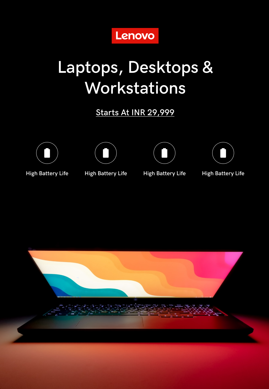 Lenovo
Laptops, Desktops &
Workstations
Starts At INR 29,999
High Battery Life
High Battery Life
High Battery Life
High Battery Life